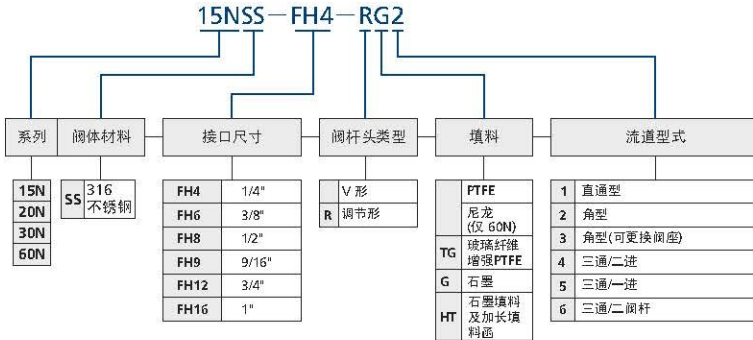 15NSS－FH4－RG2
系列 阀体材料 接口尺寸 阀杆头类型 填料 流道型式
15N
20N
30N
60N
SS 316
不锈钢
FH4 1/4"
FH6 3/8"
FH8 1/2"
FH9 9/16"
FH12 3/4"
FH16 1"
V 形
R 调节形
PTFE
尼龙
(仅 60N)
TG 玻璃纤维
增强PTFE
G 石墨
HT 石墨填料
及加长填
料函
1 直通型
2 角型
3 角型(可更换阀座)
4 三通/二进
5 三通/一进
6 三通/二阀杆